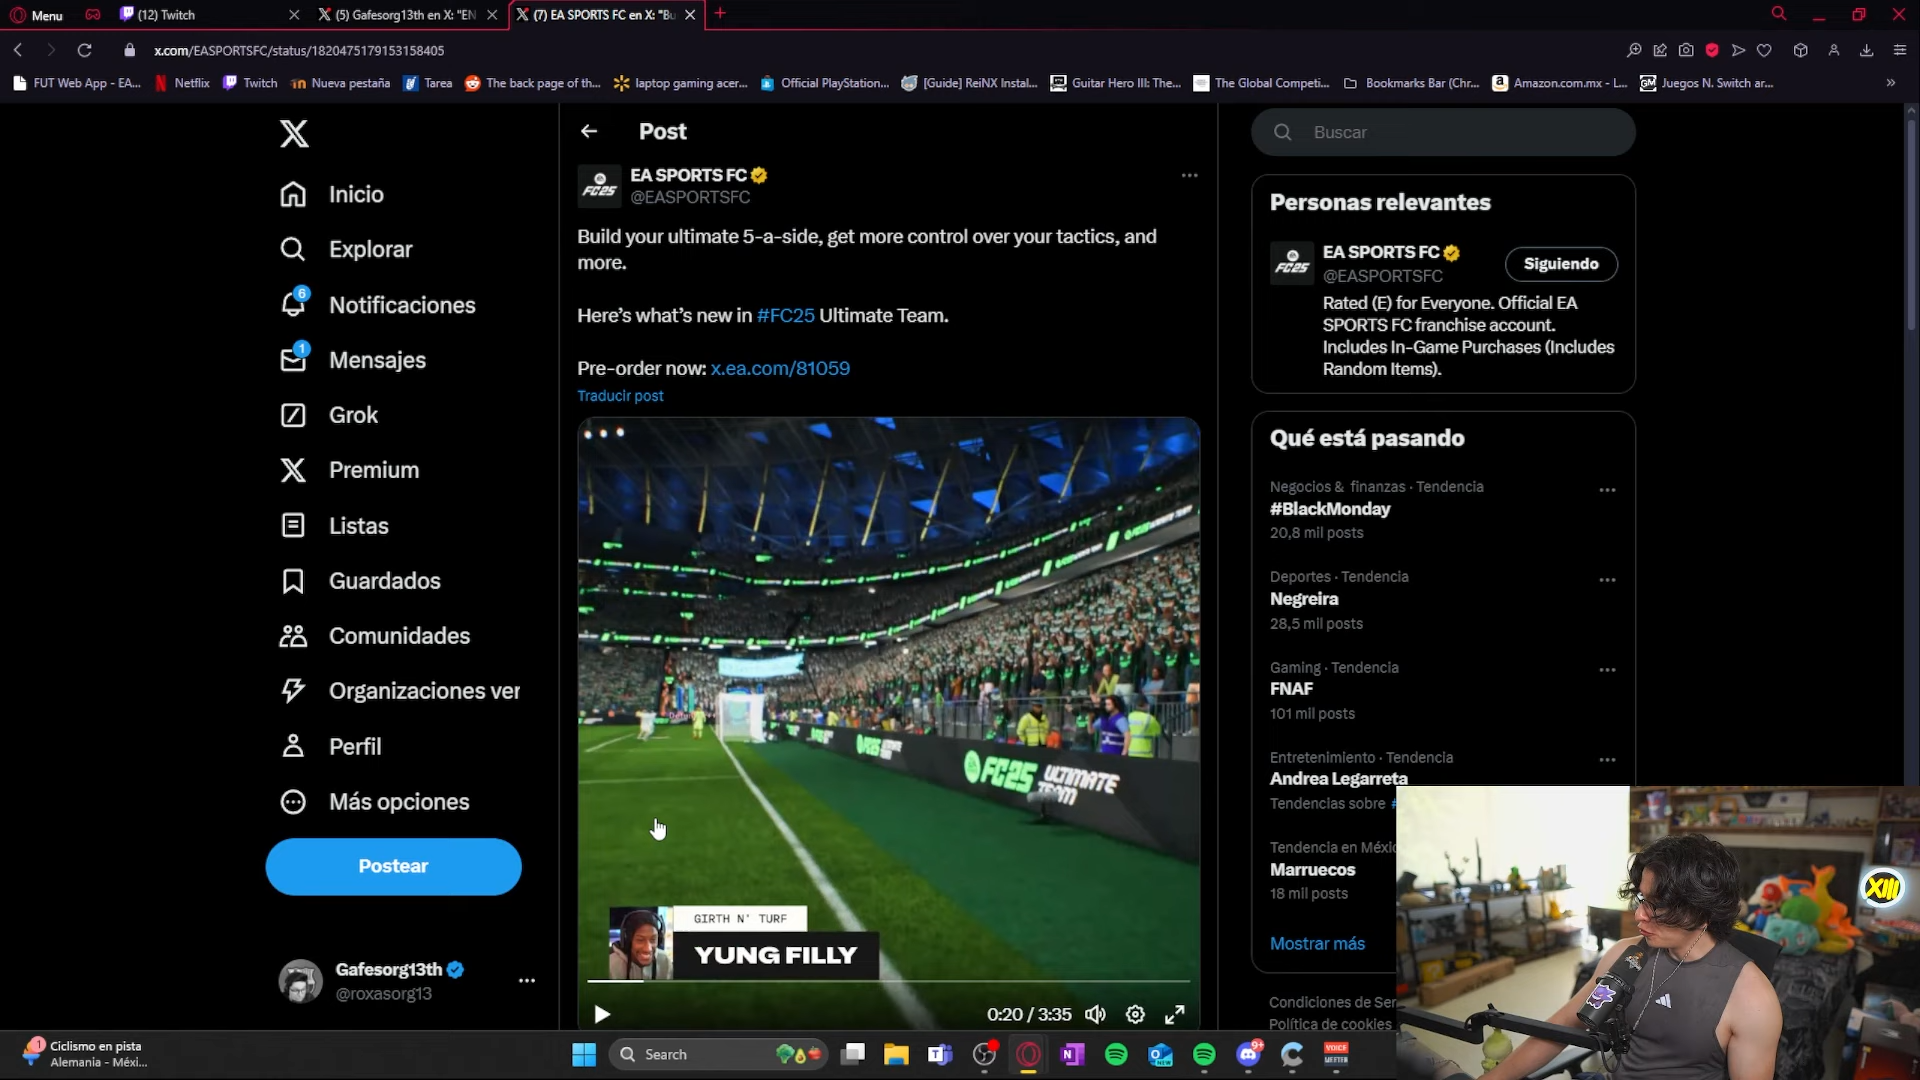 Menu
(12) Twitch
(5) Gafesorg13th en X: "EN
(7) EA SPORTS FC en X: "Bu
x.com/EASPORTSFC/status/1820475179153158405
FUT Web App - EA...
Netflix
Twitch
Nueva pestaña
Tarea
The back page of th...
laptop gaming acer...
Official PlayStation...
[Guide] ReiNX Instal...
Guitar Hero III: The...
The Global Competi...
Bookmarks Bar (Chr...
Amazon.com.mx - L...
Juegos N. Switch ar...
Inicio
Explorar
6
Notificaciones
1
Mensajes
Grok
Premium
Listas
Guardados
Comunidades
Organizaciones ver
Perfil
Más opciones
Postear
Gafesorg13th
@roxasorg13
Post
EA SPORTS FC
@EASPORTSFC
FC25
Build your ultimate 5-a-side, get more control over your tactics, and
more.
Here's what's new in #FC25 Ultimate Team.
Pre-order now: x.ea.com/81059
Traducir post
FC25 ULTIMATE
TEAM
GIRTH N' TURF
YUNG FILLY
0:20 / 3:35
Buscar
Personas relevantes
FC25
EA SPORTS FC
@EASPORTSFC
Siguiendo
Rated (E) for Everyone. Official EA
SPORTS FC franchise account.
Includes In-Game Purchases (Includes
Random Items).
Qué está pasando
Negocios & finanzas · Tendencia
#BlackMonday
20,8 mil posts
Deportes · Tendencia
Negreira
28,5 mil posts
Gaming · Tendencia
FNAF
101 mil posts
Entretenimiento · Tendencia
Andrea Legarreta
Tendencias sobre #
Tendencia en Méxic
Marruecos
18 mil posts
Mostrar más
Condiciones de Ser
Política de cookies
XIII
1
Ciclismo en pista
Alemania - Méxi...
Search
9+
VOICE
MEETER